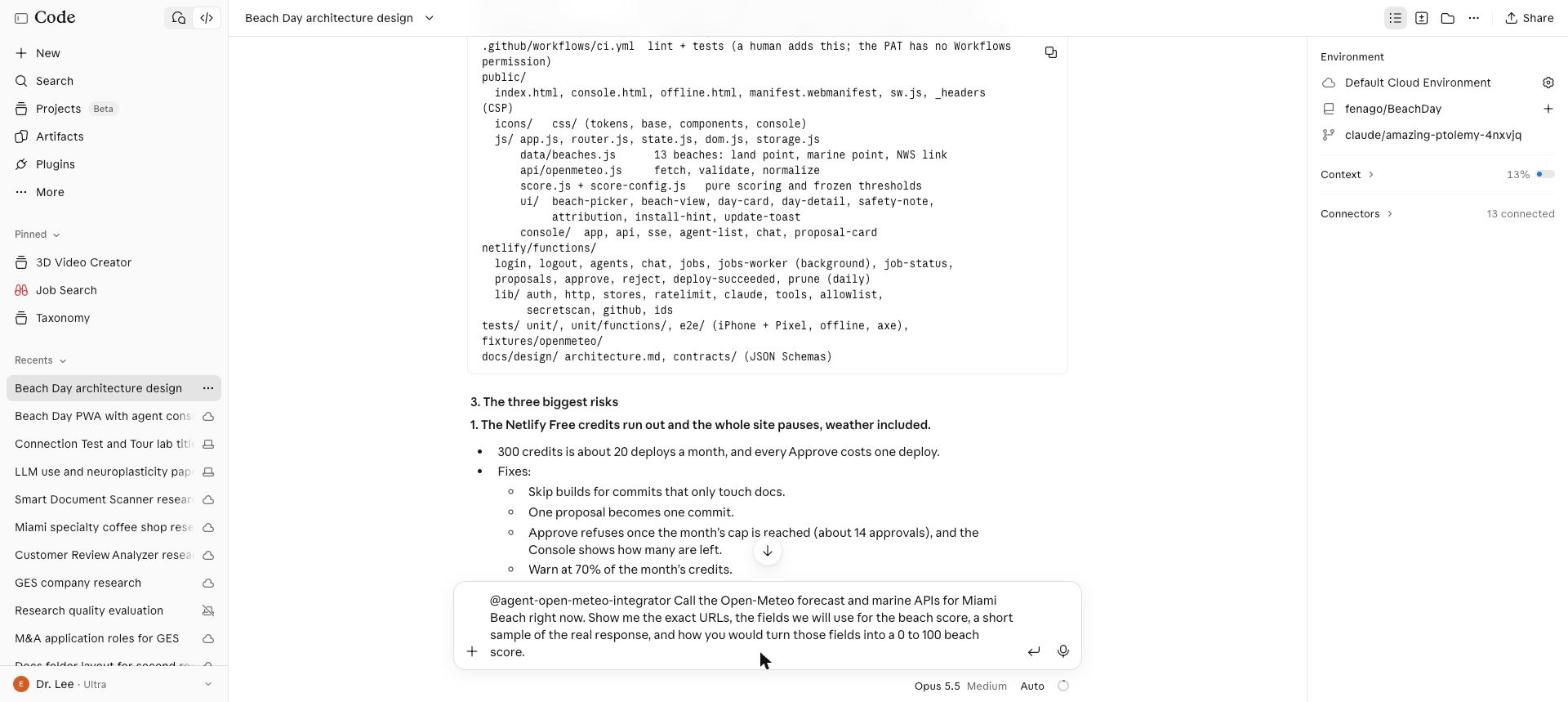 Code
Beach Day architecture design
Share
New
Search
Projects Beta
Artifacts
Plugins
More
Pinned
3D Video Creator
Job Search
Taxonomy
Recents
Beach Day architecture design
Beach Day PWA with agent cons
Connection Test and Tour lab titl
LLM use and neuroplasticity pap
Smart Document Scanner resear
Miami specialty coffee shop rese
Customer Review Analyzer resea
GES company research
Research quality evaluation
M&A application roles for GES
Docs folder layout for second r
E Dr. Lee · Ultra
.github/workflows/ci.yml  lint + tests (a human adds this; the PAT has no Workflows
permission)
public/
index.html, console.html, offline.html, manifest.webmanifest, sw.js, _headers
(CSP)
icons/   css/ (tokens, base, components, console)
js/ app.js, router.js, state.js, dom.js, storage.js
data/beaches.js      13 beaches: land point, marine point, NWS link
api/openmeteo.js     fetch, validate, normalize
score.js + score-config.js   pure scoring and frozen thresholds
ui/  beach-picker, beach-view, day-card, day-detail, safety-note,
attribution, install-hint, update-toast
console/  app, api, sse, agent-list, chat, proposal-card
netlify/functions/
login, logout, agents, chat, jobs, jobs-worker (background), job-status,
proposals, approve, reject, deploy-succeeded, prune (daily)
lib/ auth, http, stores, ratelimit, claude, tools, allowlist,
secretscan, github, ids
tests/ unit/, unit/functions/, e2e/ (iPhone + Pixel, offline, axe),
fixtures/openmeteo/
docs/design/ architecture.md, contracts/ (JSON Schemas)
3. The three biggest risks
1. The Netlify Free credits run out and the whole site pauses, weather included.
• 300 credits is about 20 deploys a month, and every Approve costs one deploy.
• Fixes:
Skip builds for commits that only touch docs.
One proposal becomes one commit.
Approve refuses once the month's cap is reached (about 14 approvals), and the
Console shows how many are left.
Warn at 70% of the month's credits.
@agent-open-meteo-integrator Call the Open-Meteo forecast and marine APIs for Miami
Beach right now. Show me the exact URLs, the fields we will use for the beach score, a short
sample of the real response, and how you would turn those fields into a 0 to 100 beach
score.
Opus 5.5 Medium Auto
Environment
Default Cloud Environment
fenago/BeachDay
claude/amazing-ptolemy-4nxvjq
Context 13%
Connectors 13 connected